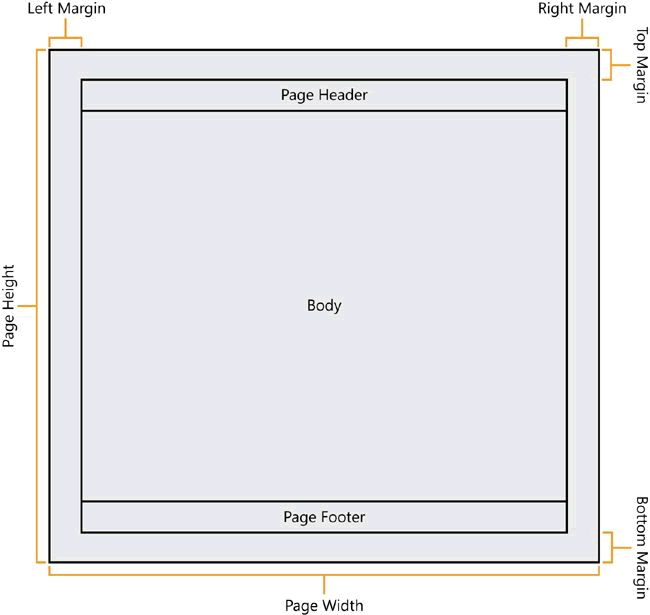 Left Margin
Right Margin
Top Margin
Page Header
Page Height
Body
Page Footer
Bottom Margin
Page Width